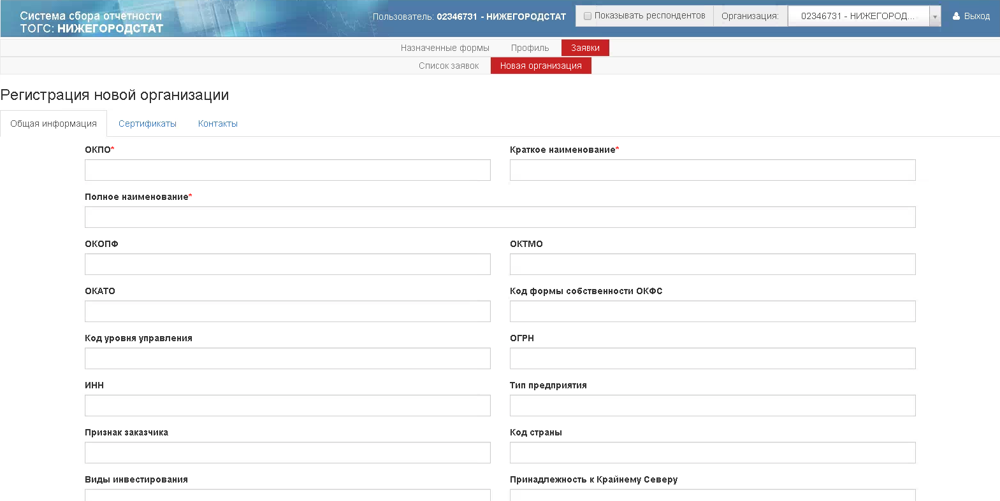 Система сбора отчетности
ТОГС: НИЖЕГОРОДСТАТ
Пользователь: 02346731 - НИЖЕГОРОДСТАТ
Показывать респондентов
Организация:
02346731 - НИЖЕГОРОД...
Выход
Назначенные формы Профиль Заявки
Список заявок Новая организация
Регистрация новой организации
Общая информация Сертификаты Контакты
ОКПО* Краткое наименование*
Полное наименование*
ОКОПФ ОКТМО
ОКАТО Код формы собственности ОКФС
Код уровня управления ОГРН
ИНН Тип предприятия
Признак заказчика Код страны
Виды инвестирования Принадлежность к Крайнему Северу